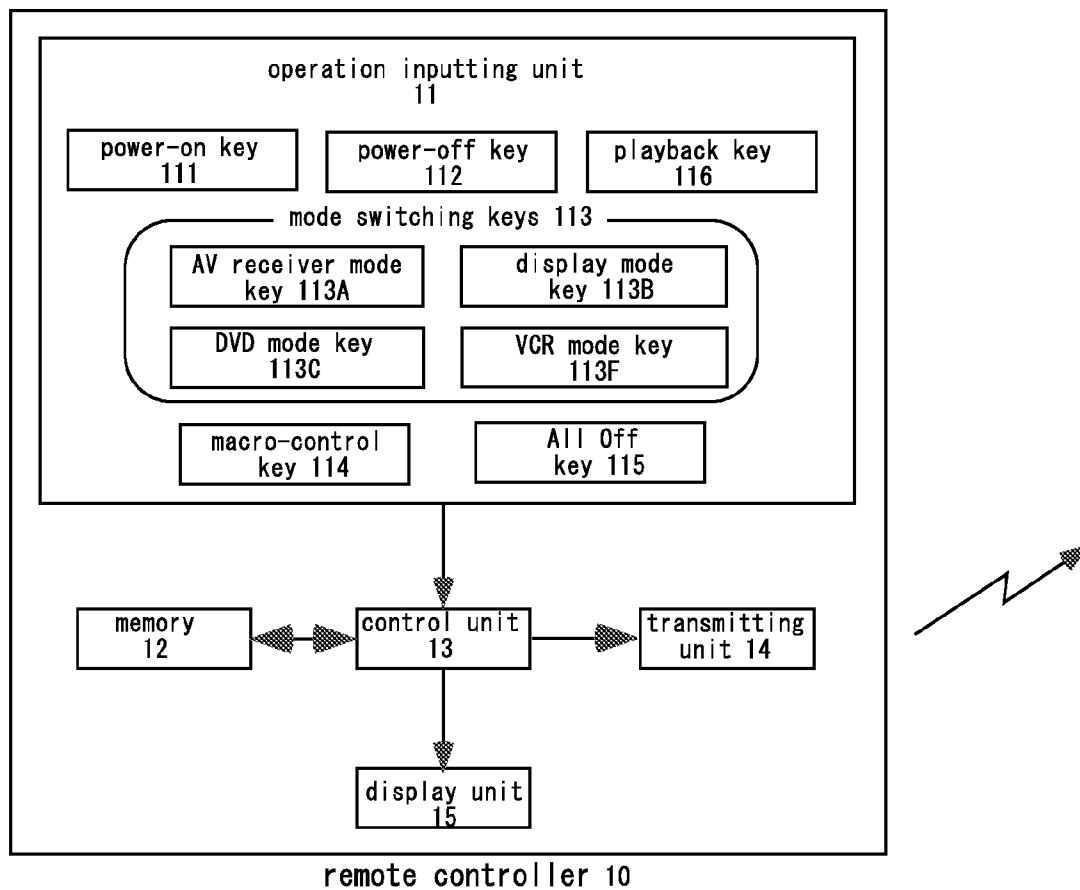 operation inputting unit
11
power-on key
111
power-off key
112
playback key
116
mode switching keys 113
AV receiver mode
key 113A
display mode
key 113B
DVD mode key
113C
VCR mode key
113F
macro-control
key 114
All Off
key 115
memory
12
control unit
13
transmitting
unit 14
display unit
15
remote controller 10